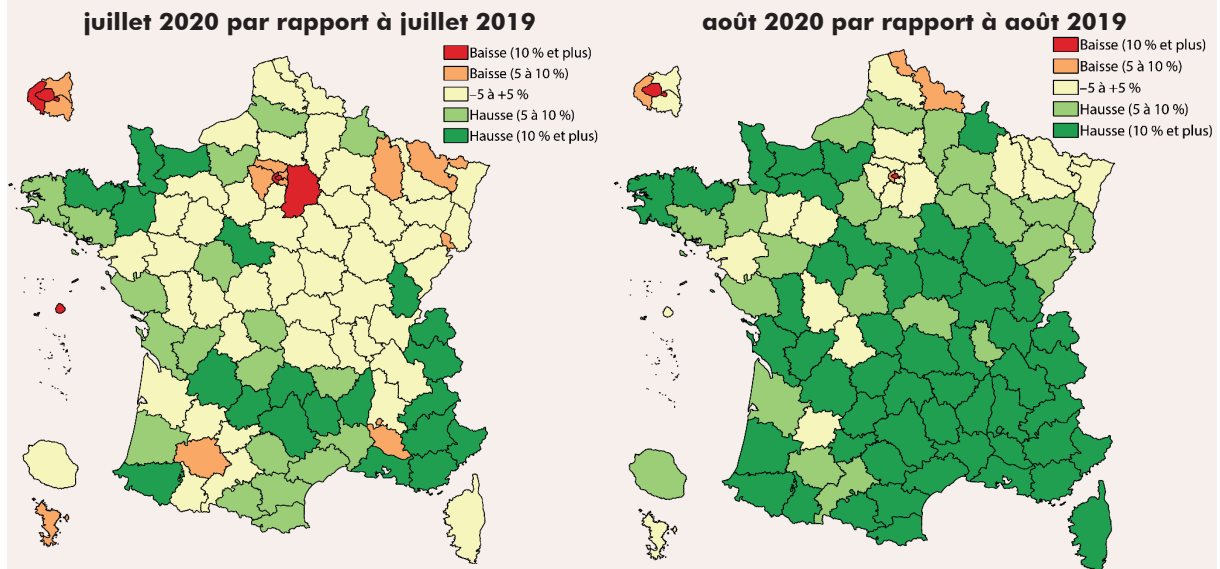 juillet 2020 par rapport à juillet 2019
Baisse (10 % et plus)
Baisse (5 à 10 %)
–5 à +5 %
Hausse (5 à 10 %)
Hausse (10 % et plus)
août 2020 par rapport à août 2019
Baisse (10 % et plus)
Baisse (5 à 10 %)
–5 à +5 %
Hausse (5 à 10 %)
Hausse (10 % et plus)